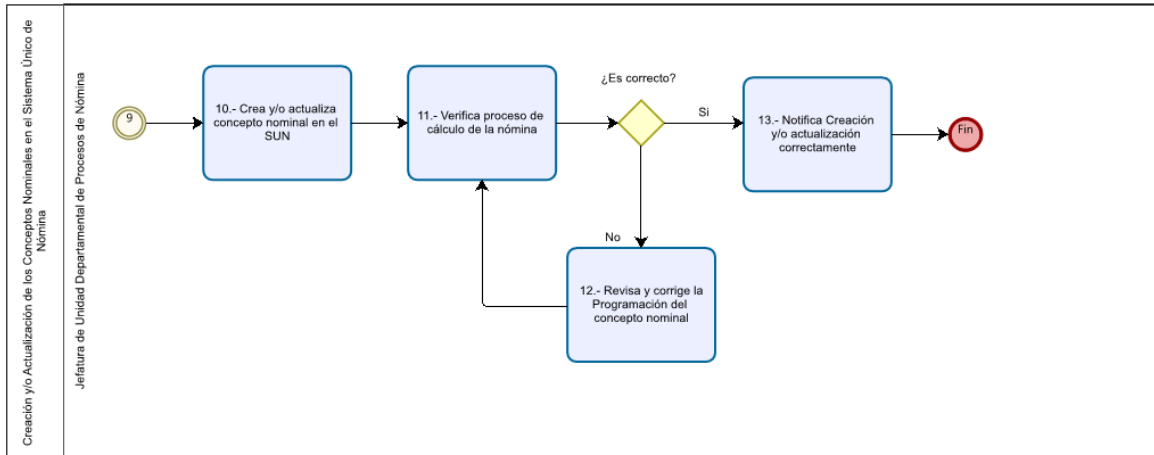 Creación y/o Actualización de los Conceptos Nominales en el Sistema Único de
Nómina
Jefatura de Unidad Departamental de Procesos de Nómina
9
10.- Crea y/o actualiza
concepto nominal en el
SUN
11.- Verifica proceso de
cálculo de la nómina
¿Es correcto?
Si
13.- Notifica Creación
y/o actualización
correctamente
Fin
No
12.- Revisa y corrige la
Programación del
concepto nominal